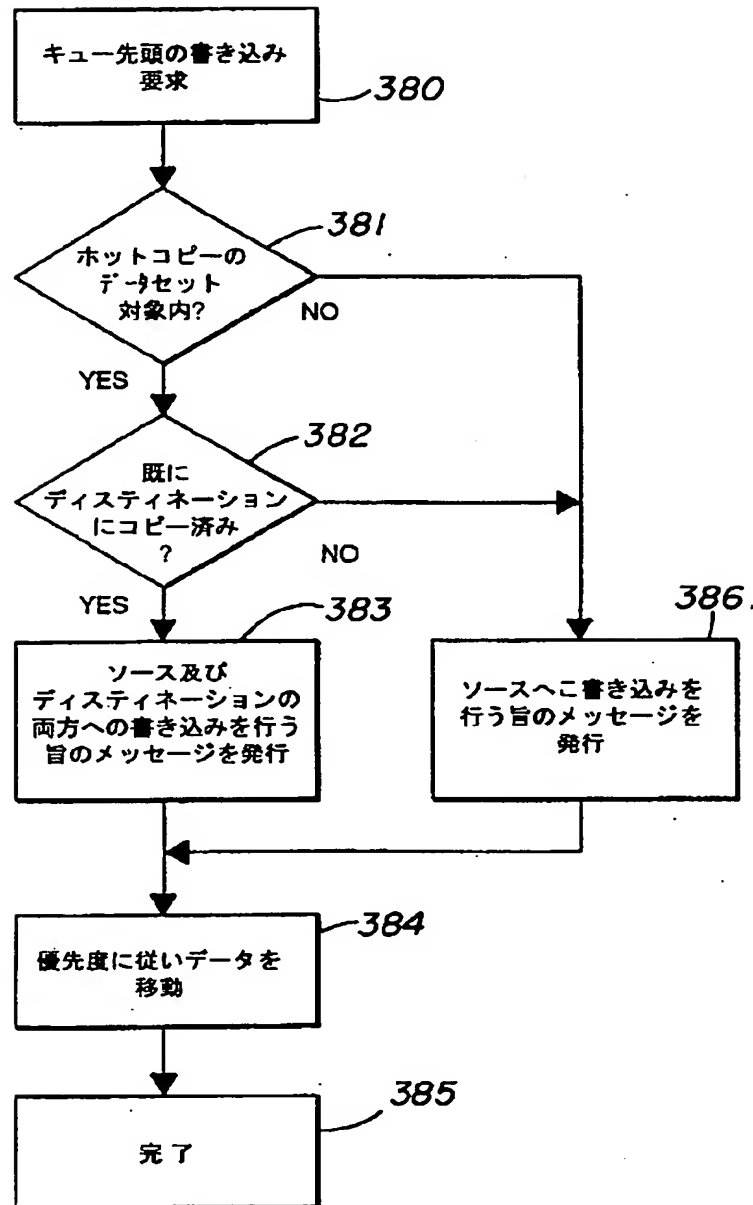 キュー先頭の書き込み
要求
380
381
ホットコピーの
データセット
対象内?
NO
YES
382
既に
ディスティネーション
にコピー済み
?
NO
YES
383
386
ソース及び
ディスティネーションの
両方への書き込みを行う
旨のメッセージを発行
ソースへこ書き込みを
行う旨のメッセージを
発行
384
優先度に従いデータを
移動
385
完了